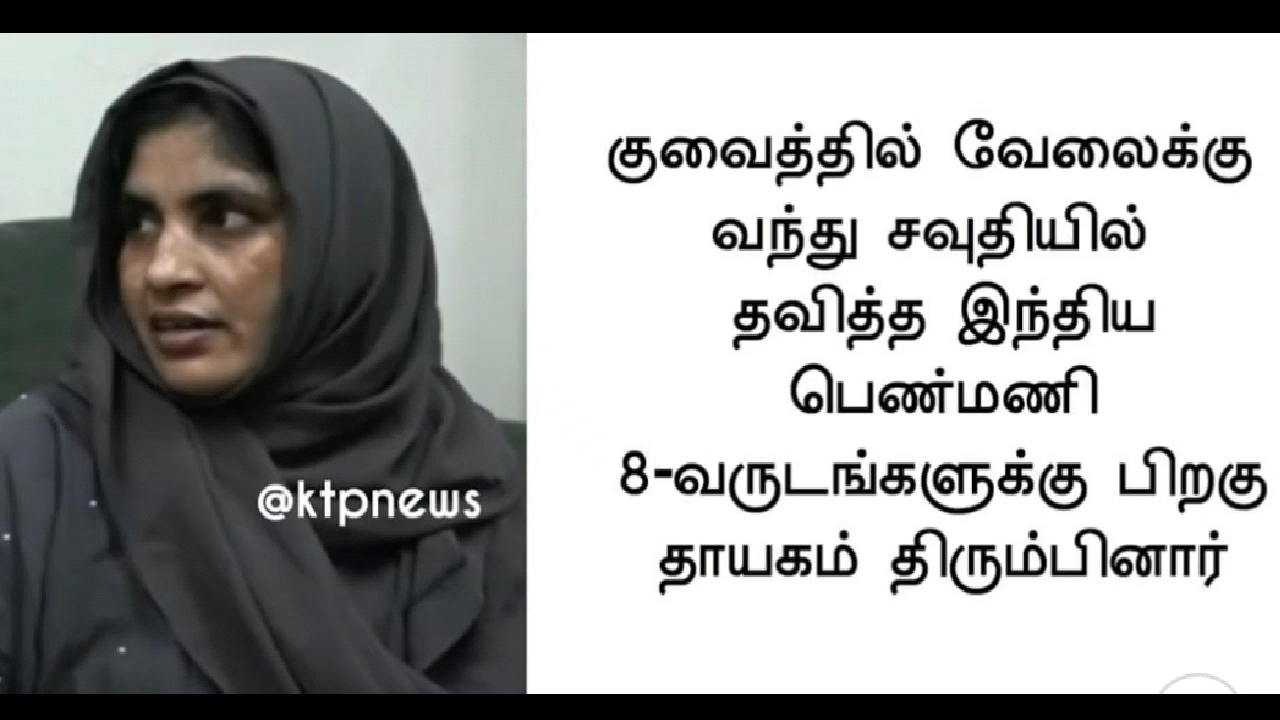 குவைத்தில் வேலைக்கு
வந்து சவுதியில்
தவித்த இந்திய
பெண்மணி
8-வருடங்களுக்கு பிறகு
தாயகம் திரும்பினார்
@ktpnews